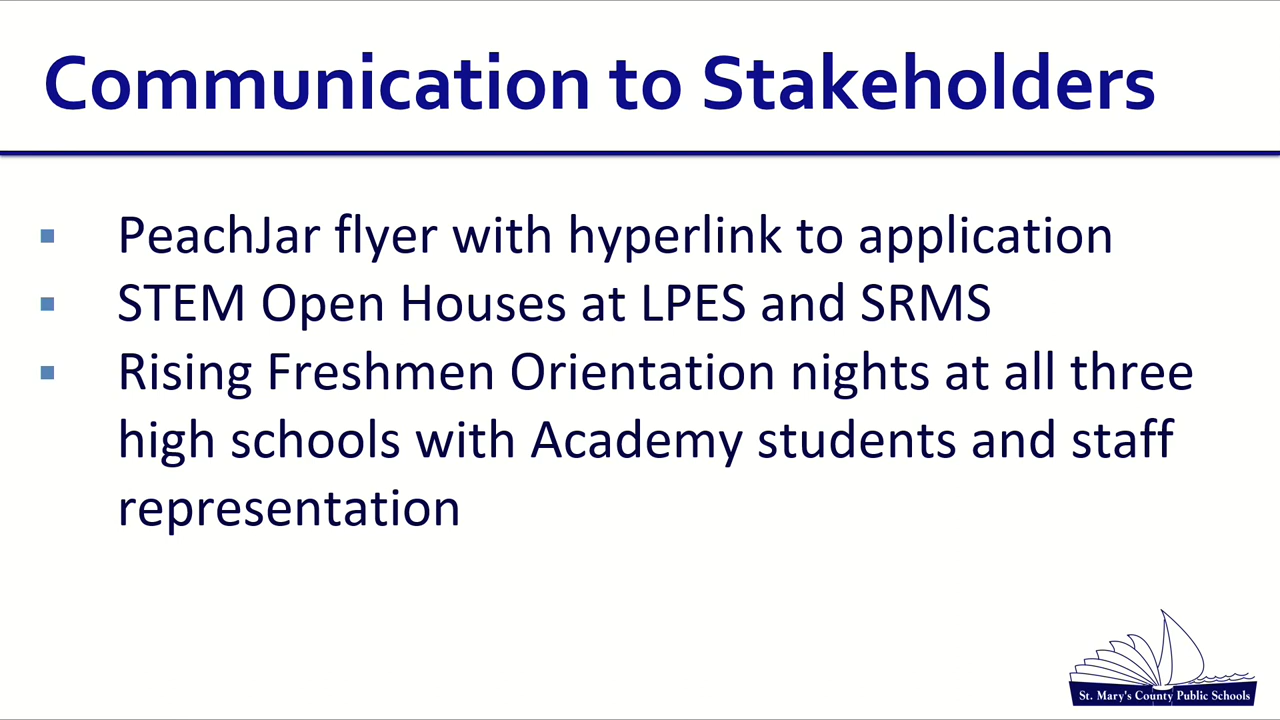 Communication to Stakeholders
▪ PeachJar flyer with hyperlink to application
▪ STEM Open Houses at LPES and SRMS
▪ Rising Freshmen Orientation nights at all three
high schools with Academy students and staff
representation
St. Mary's County Public Schools